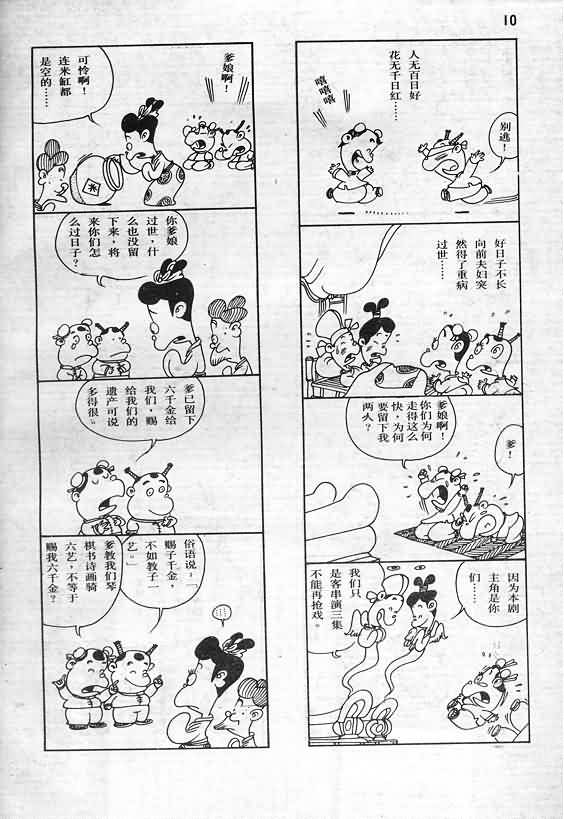 10
人无百日好
花无千日红……
嘻嘻嘻
别逃！
好日子不长
向前夫妇突
然得了重病
过世……
爹娘啊！
你们为何
走得这么
快，为何
要留下我
两人？
爹！
因为本剧
主角是你
们……
我们只
是客串演三集
不能再抢戏。
爹娘啊！
可怜啊！
连米缸都
是空的……
米
你爹娘
过世，什
么也没留
下来，将
来你们怎
么过日子？
爹已留下
六千金给
我们，赐
给我们的
遗产可说
多得很。
俗语说：“
赐子千金，
不如教子一
艺。”
爹教我们琴
棋书诗画骑
六艺，不等于
赐我六千金？
……